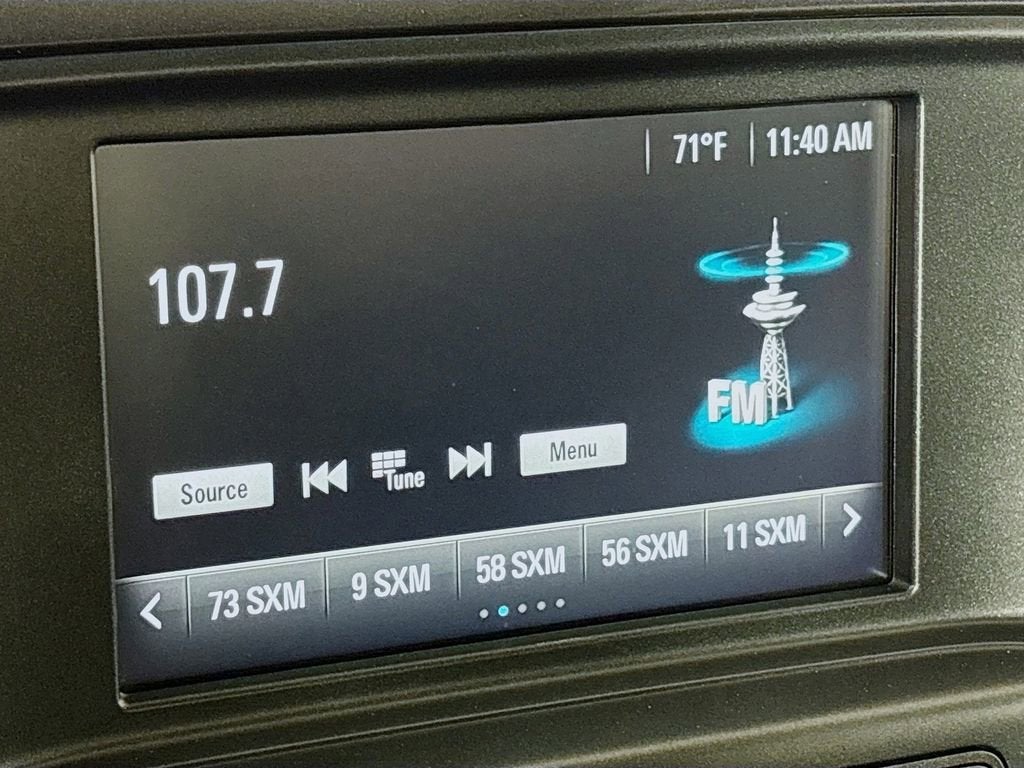 71°F 11:40 AM
107.7
FM
Source Tune Menu
73 SXM 9 SXM 58 SXM 56 SXM 11 SXM